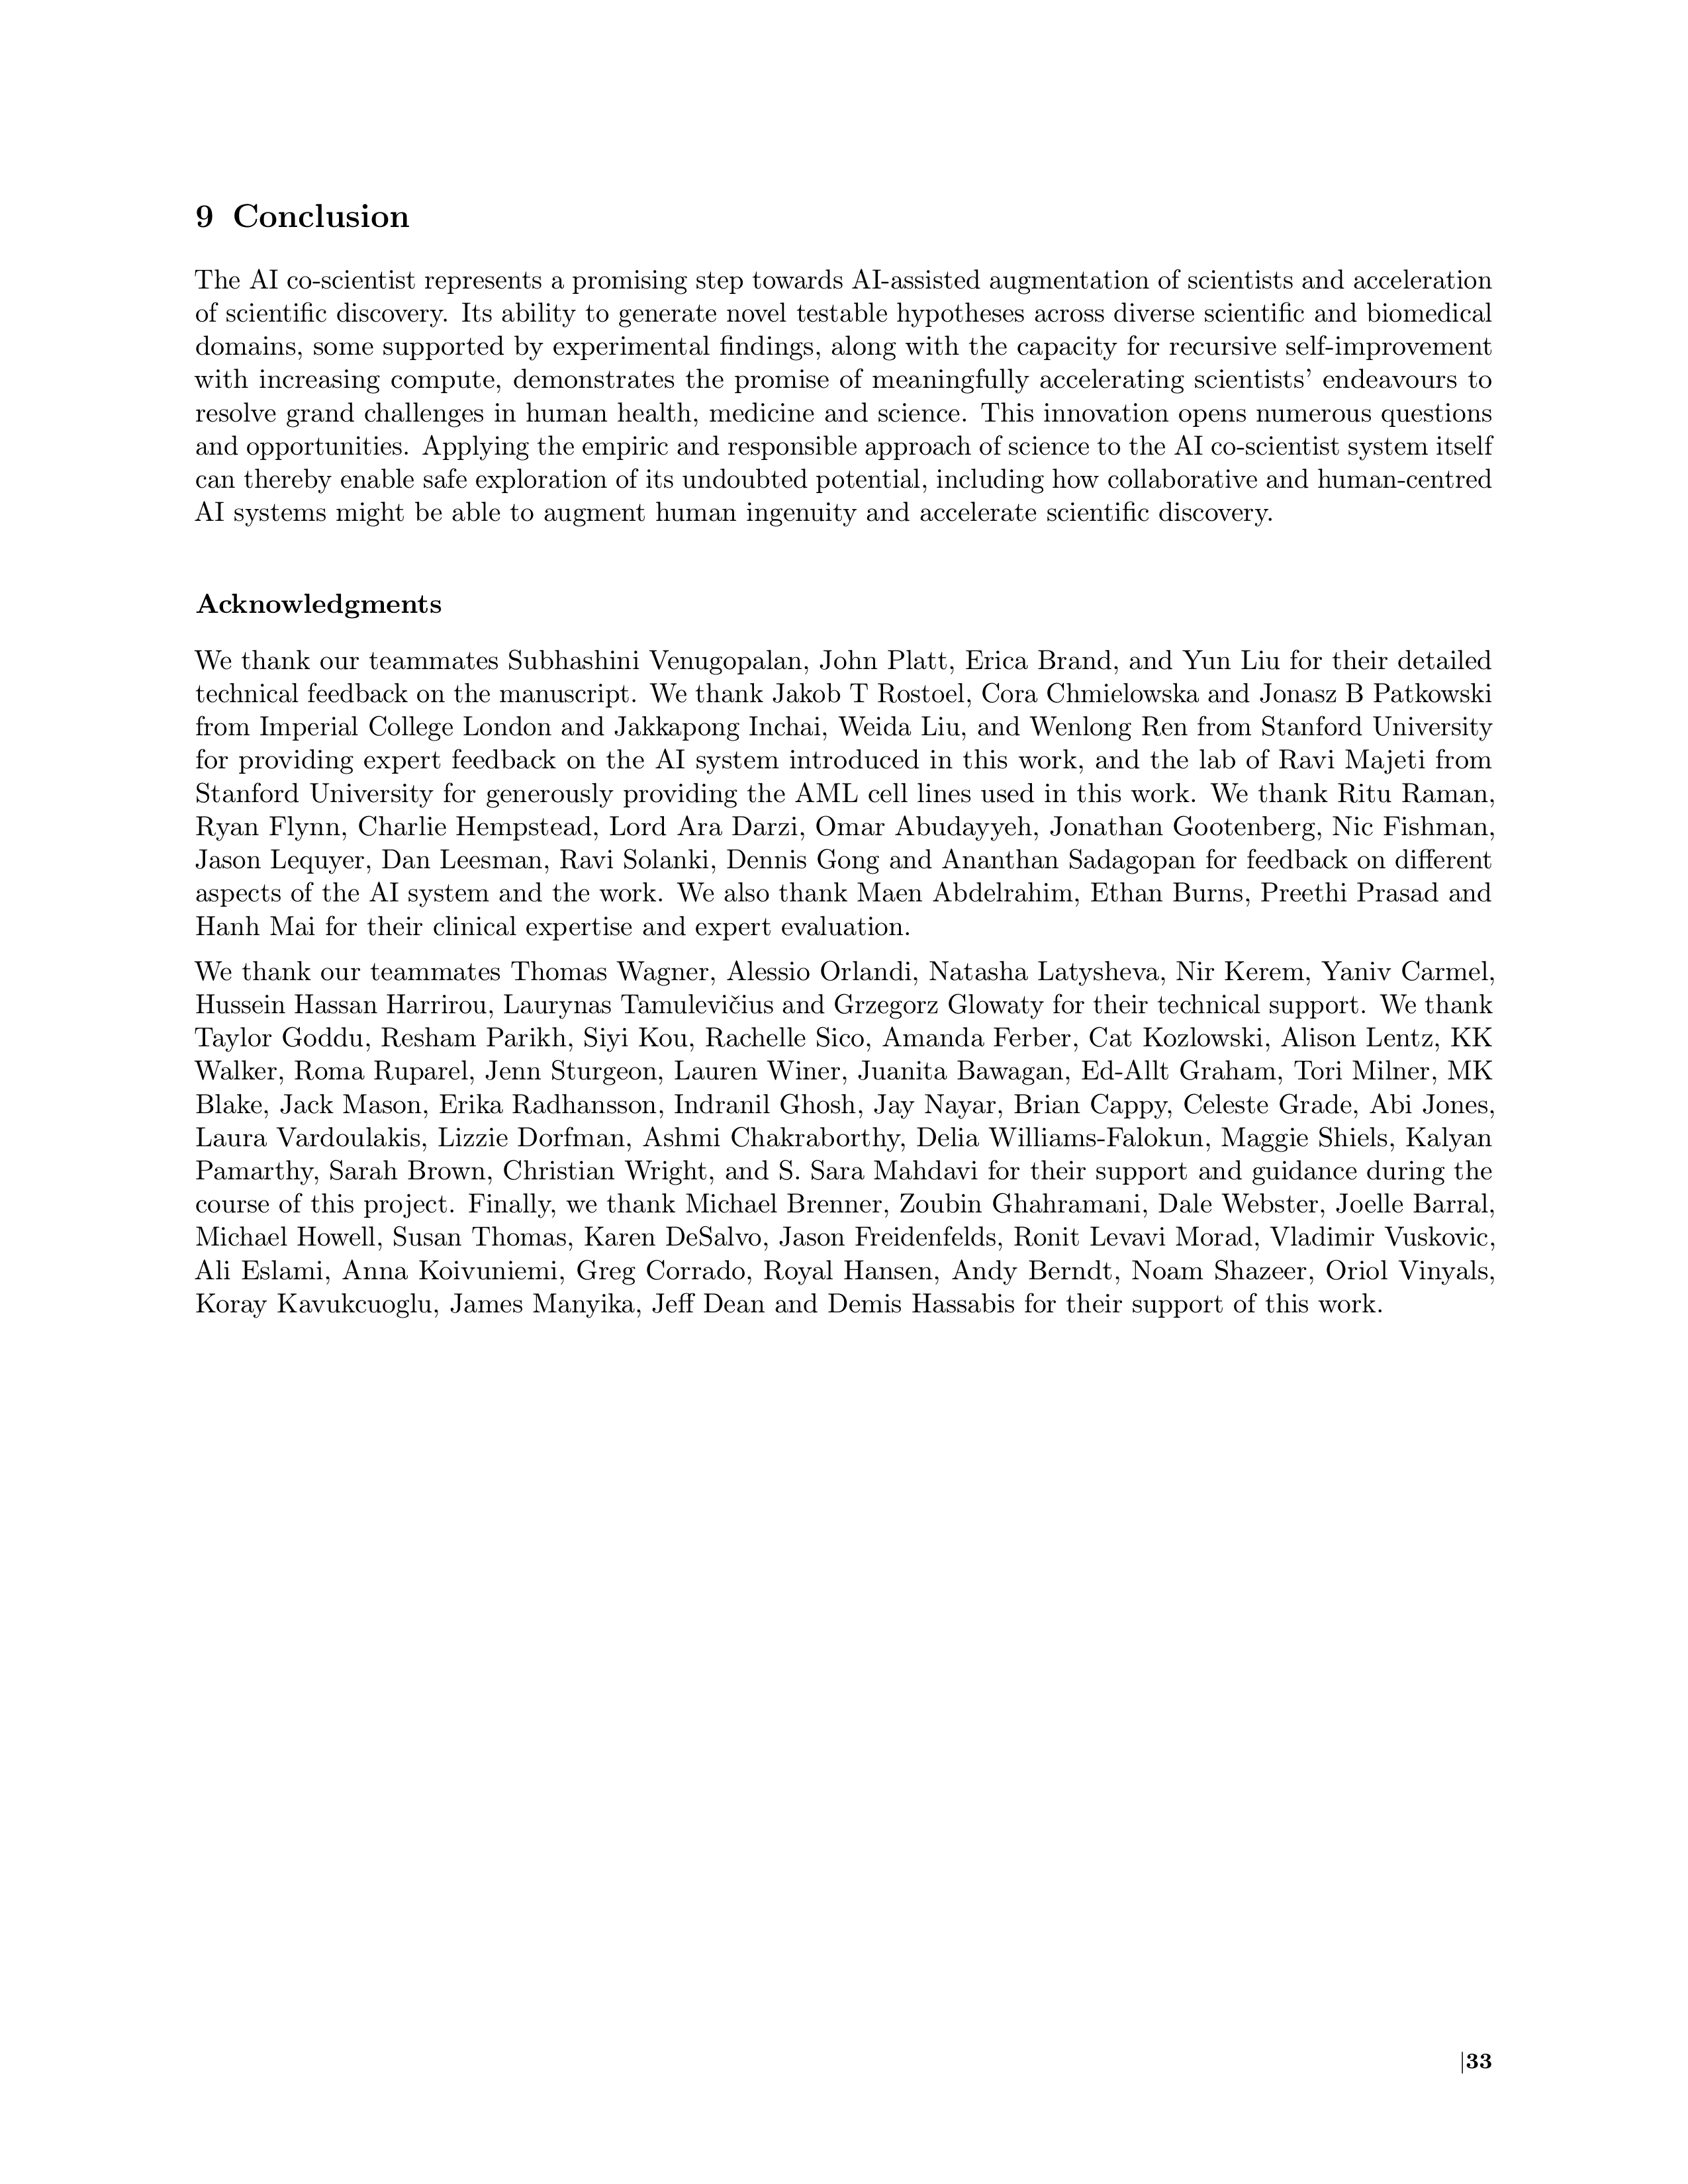 9 Conclusion
The AI co-scientist represents a promising step towards AI-assisted augmentation of scientists and acceleration
of scientific discovery. Its ability to generate novel testable hypotheses across diverse scientific and biomedical
domains, some supported by experimental findings, along with the capacity for recursive self-improvement
with increasing compute, demonstrates the promise of meaningfully accelerating scientists' endeavours to
resolve grand challenges in human health, medicine and science. This innovation opens numerous questions
and opportunities. Applying the empiric and responsible approach of science to the AI co-scientist system itself
can thereby enable safe exploration of its undoubted potential, including how collaborative and human-centred
AI systems might be able to augment human ingenuity and accelerate scientific discovery.
Acknowledgments
We thank our teammates Subhashini Venugopalan, John Platt, Erica Brand, and Yun Liu for their detailed
technical feedback on the manuscript. We thank Jakob T Rostoel, Cora Chmielowska and Jonasz B Patkowski
from Imperial College London and Jakkapong Inchai, Weida Liu, and Wenlong Ren from Stanford University
for providing expert feedback on the AI system introduced in this work, and the lab of Ravi Majeti from
Stanford University for generously providing the AML cell lines used in this work. We thank Ritu Raman,
Ryan Flynn, Charlie Hempstead, Lord Ara Darzi, Omar Abudayyeh, Jonathan Gootenberg, Nic Fishman,
Jason Lequyer, Dan Leesman, Ravi Solanki, Dennis Gong and Ananthan Sadagopan for feedback on different
aspects of the AI system and the work. We also thank Maen Abdelrahim, Ethan Burns, Preethi Prasad and
Hanh Mai for their clinical expertise and expert evaluation.
We thank our teammates Thomas Wagner, Alessio Orlandi, Natasha Latysheva, Nir Kerem, Yaniv Carmel,
Hussein Hassan Harrirou, Laurynas Tamulevičius and Grzegorz Glowaty for their technical support. We thank
Taylor Goddu, Resham Parikh, Siyi Kou, Rachelle Sico, Amanda Ferber, Cat Kozlowski, Alison Lentz, KK
Walker, Roma Ruparel, Jenn Sturgeon, Lauren Winer, Juanita Bawagan, Ed-Allt Graham, Tori Milner, MK
Blake, Jack Mason, Erika Radhansson, Indranil Ghosh, Jay Nayar, Brian Cappy, Celeste Grade, Abi Jones,
Laura Vardoulakis, Lizzie Dorfman, Ashmi Chakraborthy, Delia Williams-Falokun, Maggie Shiels, Kalyan
Pamarthy, Sarah Brown, Christian Wright, and S. Sara Mahdavi for their support and guidance during the
course of this project. Finally, we thank Michael Brenner, Zoubin Ghahramani, Dale Webster, Joelle Barral,
Michael Howell, Susan Thomas, Karen DeSalvo, Jason Freidenfelds, Ronit Levavi Morad, Vladimir Vuskovic,
Ali Eslami, Anna Koivuniemi, Greg Corrado, Royal Hansen, Andy Berndt, Noam Shazeer, Oriol Vinyals,
Koray Kavukcuoglu, James Manyika, Jeff Dean and Demis Hassabis for their support of this work.
|33